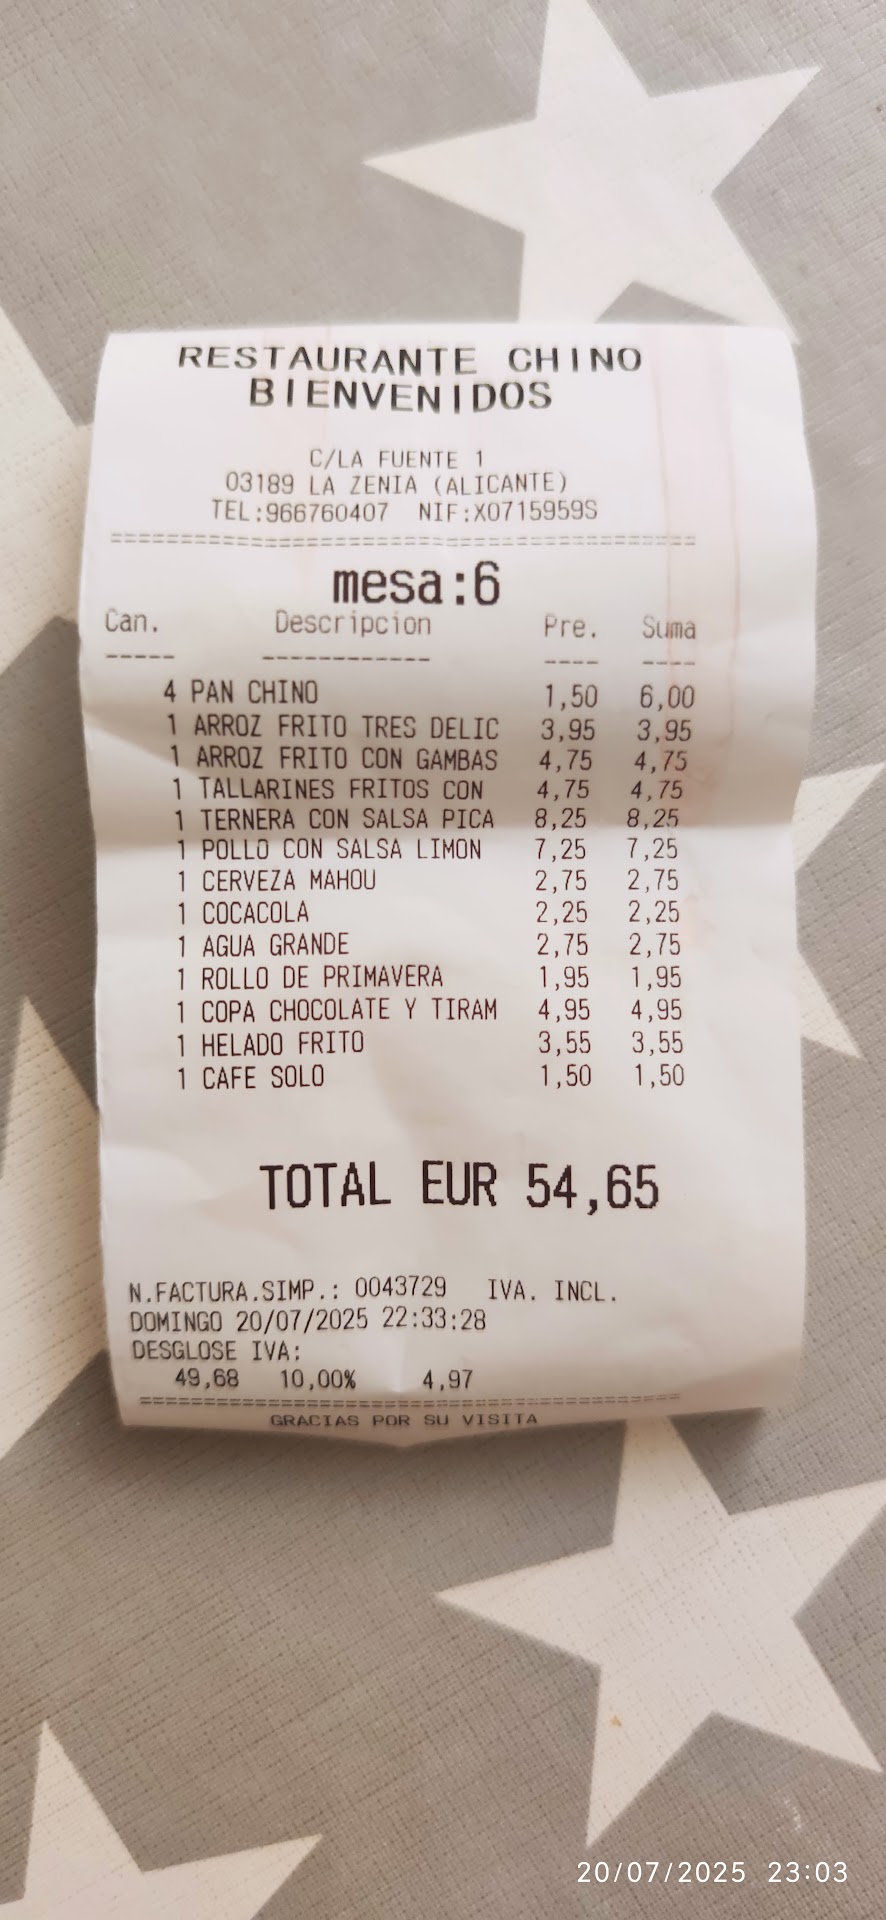 RESTAURANTE CHINO
BIENVENIDOS
C/LA FUENTE 1
03189 LA ZENIA (ALICANTE)
TEL:966760407 NIF:X0715959S
================================================
mesa:6
Can. Descripcion Pre. Suma
----- ------------ ---- ----
4 PAN CHINO 1,50 6,00
1 ARROZ FRITO TRES DELIC 3,95 3,95
1 ARROZ FRITO CON GAMBAS 4,75 4,75
1 TALLARINES FRITOS CON 4,75 4,75
1 TERNERA CON SALSA PICA 8,25 8,25
1 POLLO CON SALSA LIMON 7,25 7,25
1 CERVEZA MAHOU 2,75 2,75
1 COCACOLA 2,25 2,25
1 AGUA GRANDE 2,75 2,75
1 ROLLO DE PRIMAVERA 1,95 1,95
1 COPA CHOCOLATE Y TIRAM 4,95 4,95
1 HELADO FRITO 3,55 3,55
1 CAFE SOLO 1,50 1,50
TOTAL EUR 54,65
N.FACTURA.SIMP.: 0043729 IVA. INCL.
DOMINGO 20/07/2025 22:33:28
DESGLOSE IVA:
49,68 10,00% 4,97
================================================
GRACIAS POR SU VISITA
20/07/2025 23:03